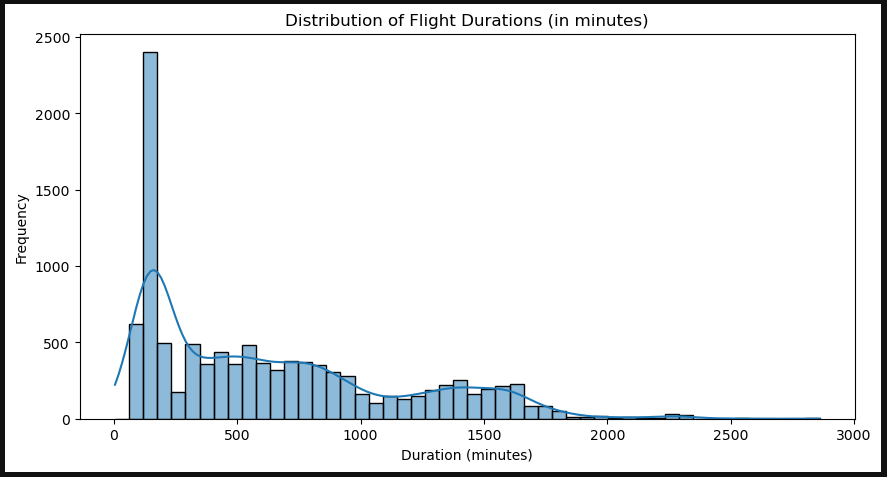 Distribution of Flight Durations (in minutes)
2500
2000
1500
1000
500
0
Frequency
0 500 1000 1500 2000 2500 3000
Duration (minutes)